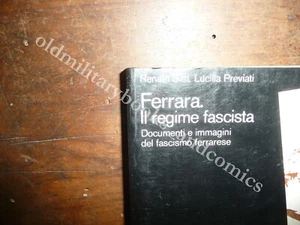 Lucilla Previati
Ferrara.
Il regime fascista
Documenti e immagini
del fascismo ferrarese